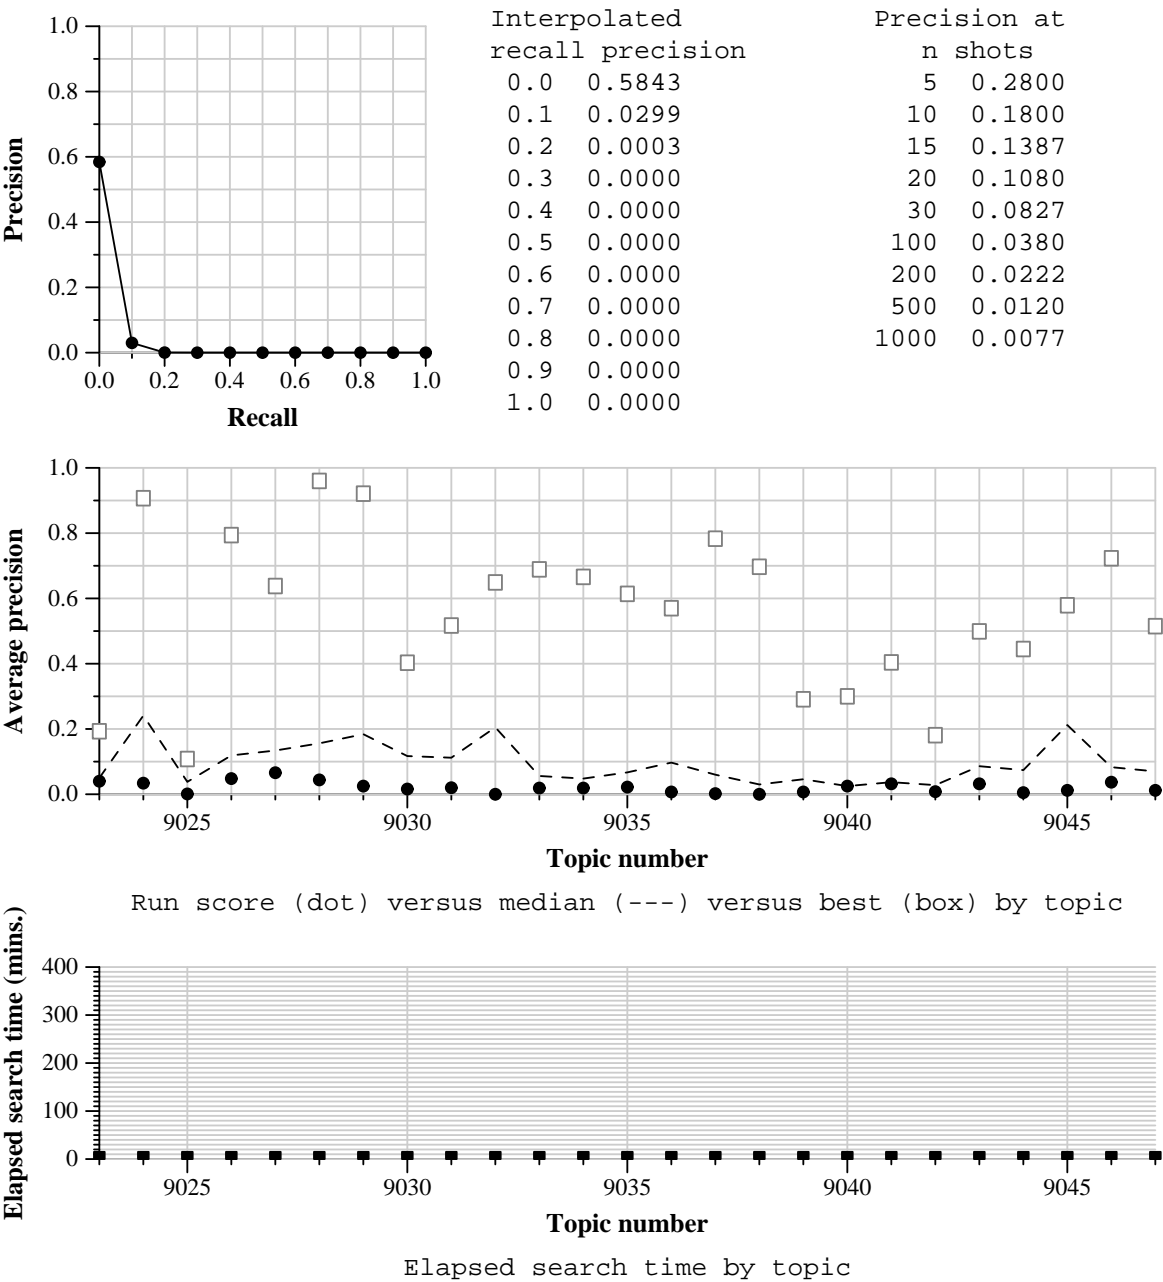 1.0
0.8
0.6
0.4
0.2
0.0
Precision
0.0 0.2 0.4 0.6 0.8 1.0
Recall
Interpolated
recall precision
0.0 0.5843
0.1 0.0299
0.2 0.0003
0.3 0.0000
0.4 0.0000
0.5 0.0000
0.6 0.0000
0.7 0.0000
0.8 0.0000
0.9 0.0000
1.0 0.0000
Precision at
n shots
5 0.2800
10 0.1800
15 0.1387
20 0.1080
30 0.0827
100 0.0380
200 0.0222
500 0.0120
1000 0.0077
1.0
0.8
0.6
0.4
0.2
0.0
Average precision
9025 9030 9035 9040 9045
Topic number
Run score (dot) versus median (---) versus best (box) by topic
400
300
200
100
0
Elapsed search time (mins.)
9025 9030 9035 9040 9045
Topic number
Elapsed search time by topic